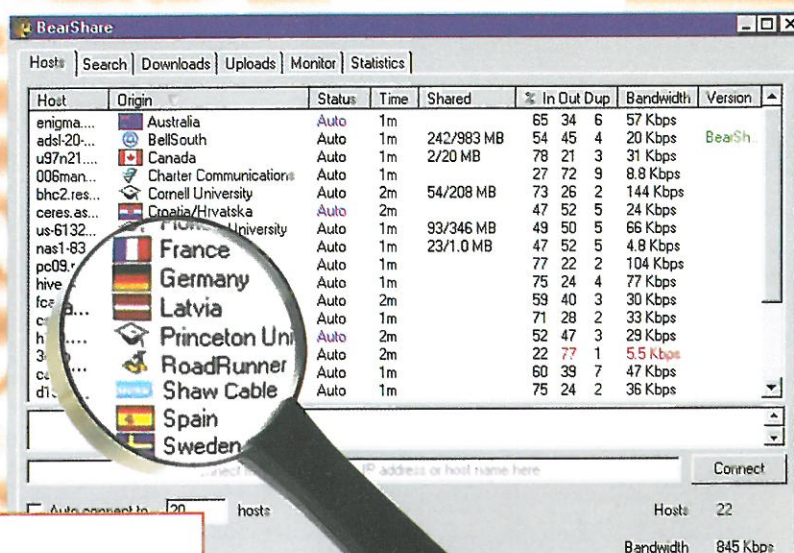 BearShare
Hosts Search Downloads Uploads Monitor Statistics
Host Origin Status Time Shared % In Out Dup Bandwidth Version
enigma.... Australia Auto 1m 65 34 6 57 Kbps
adsl-20-... BellSouth Auto 1m 242/983 MB 54 45 4 20 Kbps BearSh...
u97n21.... Canada Auto 1m 2/20 MB 78 21 3 31 Kbps
006man.... Charter Communications Auto 1m 27 72 9 8.8 Kbps
bhc2.res... Cornell University Auto 2m 54/208 MB 73 26 2 144 Kbps
ceres.as... Croatia/Hrvatska Auto 2m 47 52 5 24 Kbps
us-6132... University Auto 1m 93/346 MB 49 50 5 66 Kbps
nas1-83 France Auto 1m 23/1.0 MB 47 52 5 4.8 Kbps
pc09. Auto 1m 77 22 2 104 Kbps
hive Germany Auto 1m 75 24 4 77 Kbps
Latvia Auto 2m 59 40 3 30 Kbps
Auto 1m 71 28 2 33 Kbps
Princeton Uni Auto 2m 52 47 3 29 Kbps
RoadRunner Auto 2m 22 77 1 5.5 Kbps
Auto 1m 60 39 7 47 Kbps
Shaw Cable Auto 1m 75 24 2 36 Kbps
Spain
Sweden
IP address or host name here Connect
Auto connect to 20 hosts Hosts 22
Bandwidth 845 Kbps